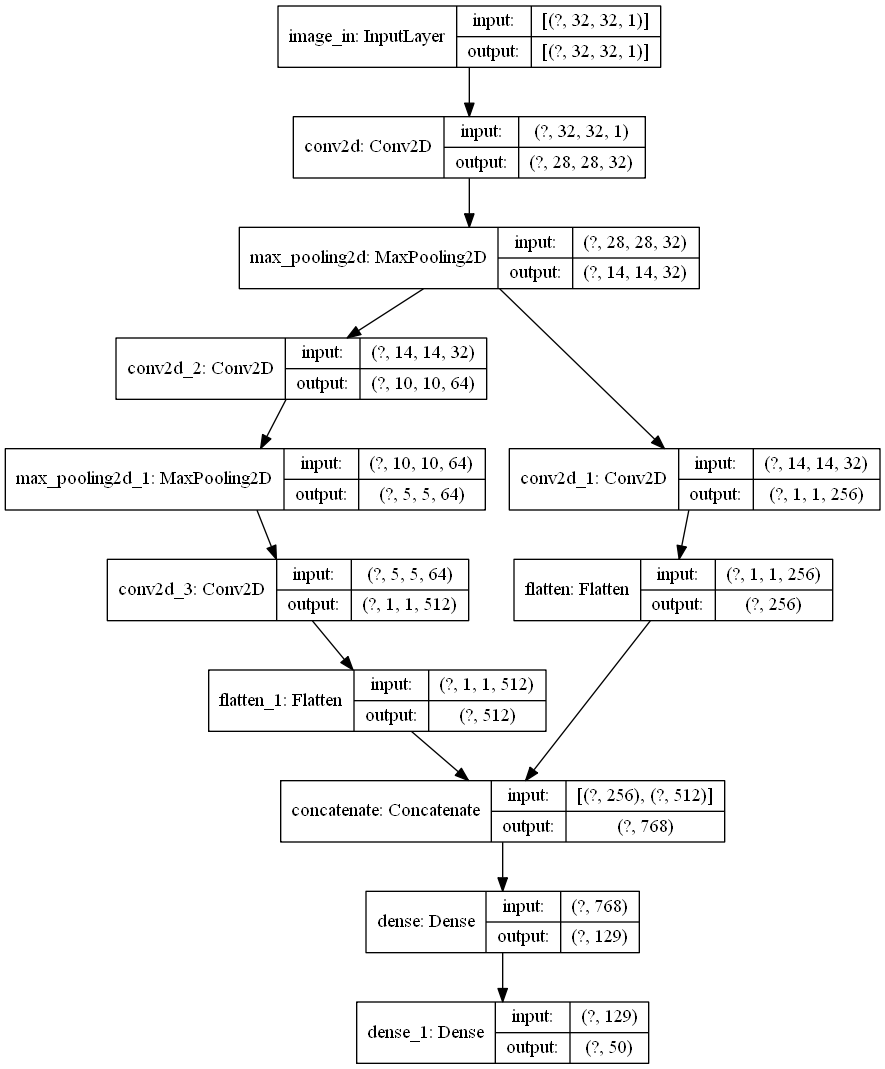 image_in: InputLayer
input:
[(?, 32, 32, 1)]
output:
[(?, 32, 32, 1)]
conv2d: Conv2D
input:
(?, 32, 32, 1)
output:
(?, 28, 28, 32)
max_pooling2d: MaxPooling2D
input:
(?, 28, 28, 32)
output:
(?, 14, 14, 32)
conv2d_2: Conv2D
input:
(?, 14, 14, 32)
output:
(?, 10, 10, 64)
max_pooling2d_1: MaxPooling2D
input:
(?, 10, 10, 64)
output:
(?, 5, 5, 64)
conv2d_1: Conv2D
input:
(?, 14, 14, 32)
output:
(?, 1, 1, 256)
conv2d_3: Conv2D
input:
(?, 5, 5, 64)
output:
(?, 1, 1, 512)
flatten: Flatten
input:
(?, 1, 1, 256)
output:
(?, 256)
flatten_1: Flatten
input:
(?, 1, 1, 512)
output:
(?, 512)
concatenate: Concatenate
input:
[(?, 256), (?, 512)]
output:
(?, 768)
dense: Dense
input:
(?, 768)
output:
(?, 129)
dense_1: Dense
input:
(?, 129)
output:
(?, 50)